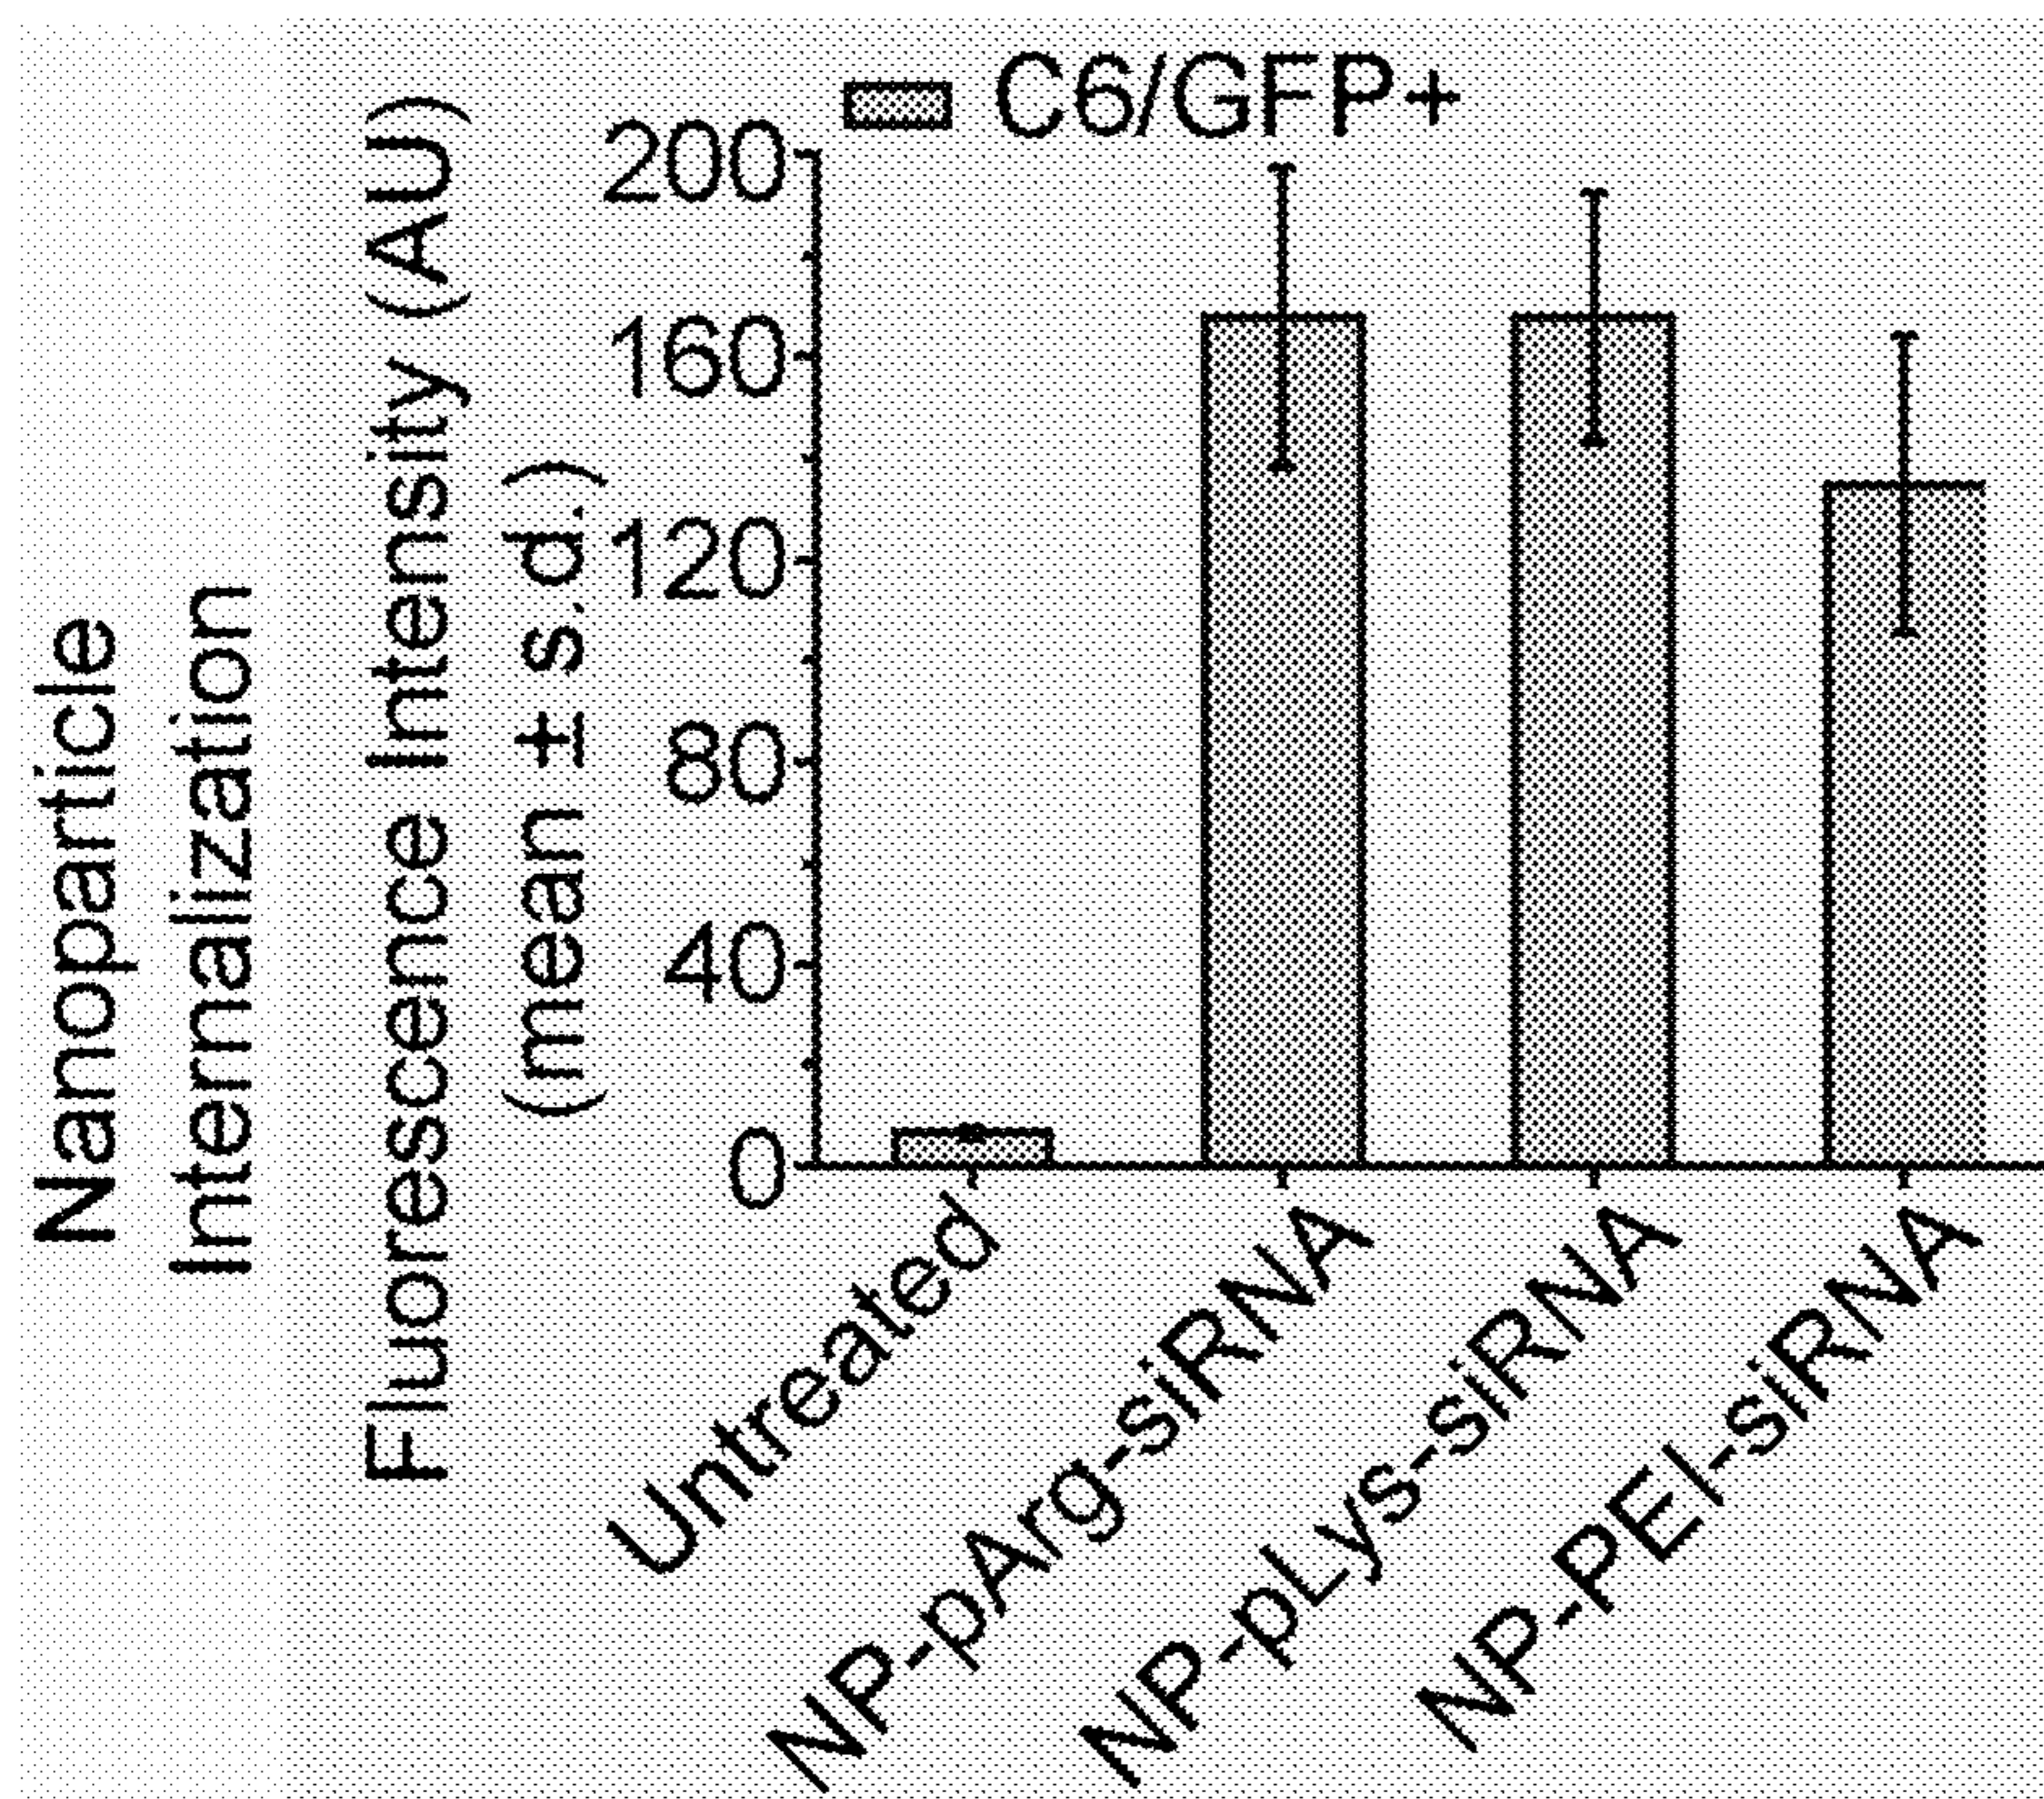 Nanoparticle
Internalization
Fluorescence Intensity (AU)
(mean ± s.d.)
C6/GFP+
200
160
120
80
40
0
Untreated
NP-pArg-siRNA
NP-pLys-siRNA
NP-PEI-siRNA